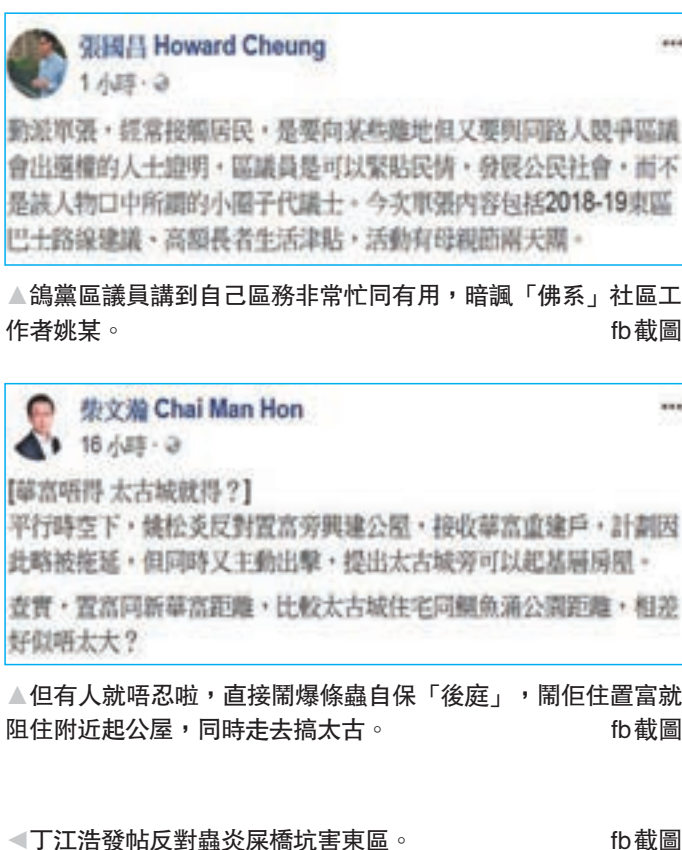 張國昌 Howard Cheung
1 小時 ·
勤派單張，經常接觸居民，是要向某些離地但又要與同路人競爭區議
會出選權的人士證明，區議員是可以緊貼民情，發展公民社會，而不
是該人物口中所謂的小圈子代議士。今次單張內容包括2018-19東區
巴士路線建議、高額長者生活津貼，活動有母親節兩天團。
▲鴿黨區議員講到自己區務非常忙同有用，暗諷「佛系」社區工
作者姚某。 fb截圖
柴文瀚 Chai Man Hon
16 小時 ·
[華富唔得 太古城就得？]
平行時空下，姚松炎反對置富旁興建公屋，接收華富重建戶，計劃因
此略被拖延，但同時又主動出擊，提出太古城旁可以起基層房屋。
查實，置富同新華富距離，比較太古城住宅同鰂魚涌公園距離，相差
好似唔太大？
▲但有人就唔忍啦，直接鬧爆條蟲自保「後庭」，鬧佢住置富就
阻住附近起公屋，同時走去搞太古。 fb截圖
◀丁江浩發帖反對蟲炎屎橋坑害東區。 fb截圖